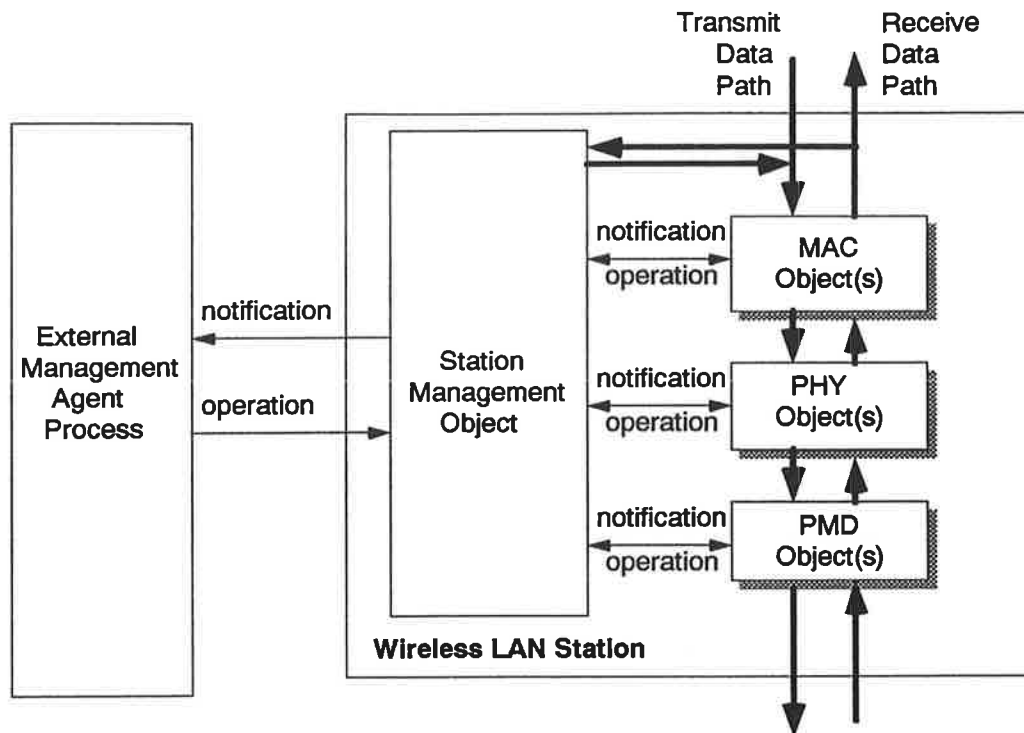 Transmit
Data
Path
Receive
Data
Path
notification
operation
MAC
Object(s)
notification
operation
External
Management
Agent
Process
Station
Management
Object
notification
operation
PHY
Object(s)
notification
operation
PMD
Object(s)
Wireless LAN Station